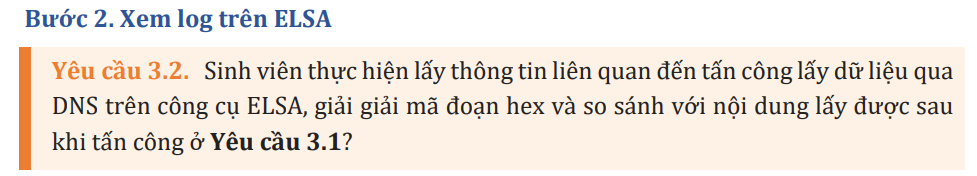 Bước 2. Xem log trên ELSA
Yêu cầu 3.2. Sinh viên thực hiện lấy thông tin liên quan đến tấn công lấy dữ liệu qua
DNS trên công cụ ELSA, giải giải mã đoạn hex và so sánh với nội dung lấy được sau
khi tấn công ở Yêu cầu 3.1?